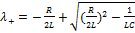 λ₊ = −R/2L + √((R/2L)² − 1/LC)